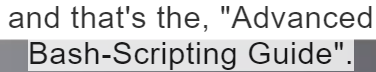 and that's the, "Advanced
Bash-Scripting Guide".